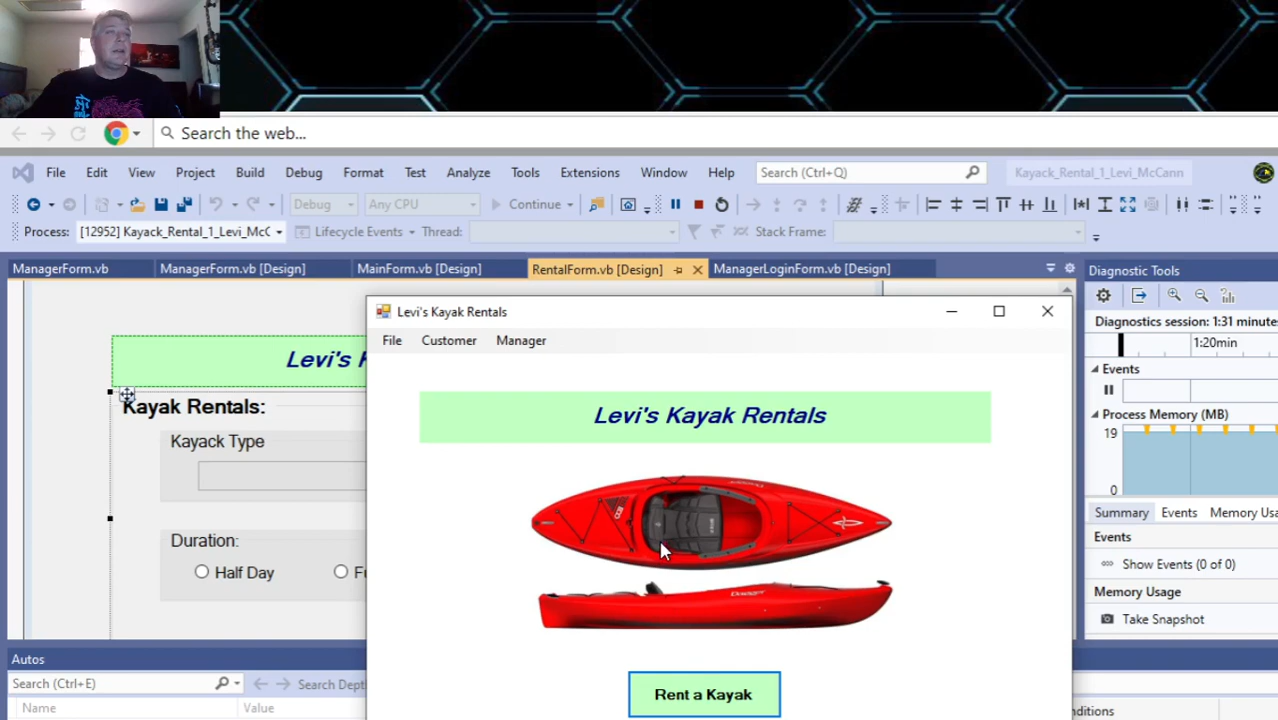 Search the web...
File Edit View Project Build Debug Format Test Analyze Tools Extensions Window Help Search (Ctrl+Q) Kayack_Rental_1_Levi_McCann
Debug Any CPU Continue
Process: [12952] Kayack_Rental_1_Levi_McC Lifecycle Events Thread: Stack Frame:
ManagerForm.vb ManagerForm.vb [Design] MainForm.vb [Design] RentalForm.vb [Design] ManagerLoginForm.vb [Design]
Diagnostic Tools
Diagnostics session: 1:31 minute
1:20min
Events
Process Memory (MB)
19
0
Summary Events Memory Usa
Events
Show Events (0 of 0)
Memory Usage
Take Snapshot
Levi's
Kayak Rentals:
Kayack Type
Duration:
Half Day
Levi's Kayak Rentals
File Customer Manager
Levi's Kayak Rentals
Rent a Kayak
Autos
Search (Ctrl+E) Search Dept
Name Value
nditions